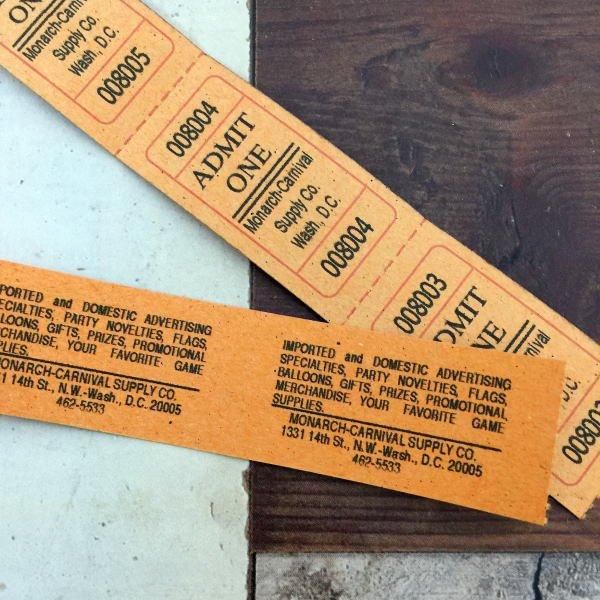 ONE
Monarch-Carnival
Supply Co.
Wash., D.C.
008005
008004
ADMIT
ONE
Monarch-Carnival
Supply Co.
Wash., D.C.
008004
008003
ONE
D.C.
IMPORTED and DOMESTIC ADVERTISING
SPECIALTIES, PARTY NOVELTIES, FLAGS,
BALLOONS, GIFTS, PRIZES, PROMOTIONAL
MERCHANDISE, YOUR FAVORITE GAME
SUPPLIES.
MONARCH-CARNIVAL SUPPLY CO.
1331 14th St., N.W.-Wash., D.C. 20005
462-5533
IMPORTED and DOMESTIC ADVERTISING
SPECIALTIES, PARTY NOVELTIES, FLAGS,
BALLOONS, GIFTS, PRIZES, PROMOTIONAL
MERCHANDISE, YOUR FAVORITE GAME
SUPPLIES.
MONARCH-CARNIVAL SUPPLY CO.
1331 14th St., N.W.-Wash., D.C. 20005
462-5533